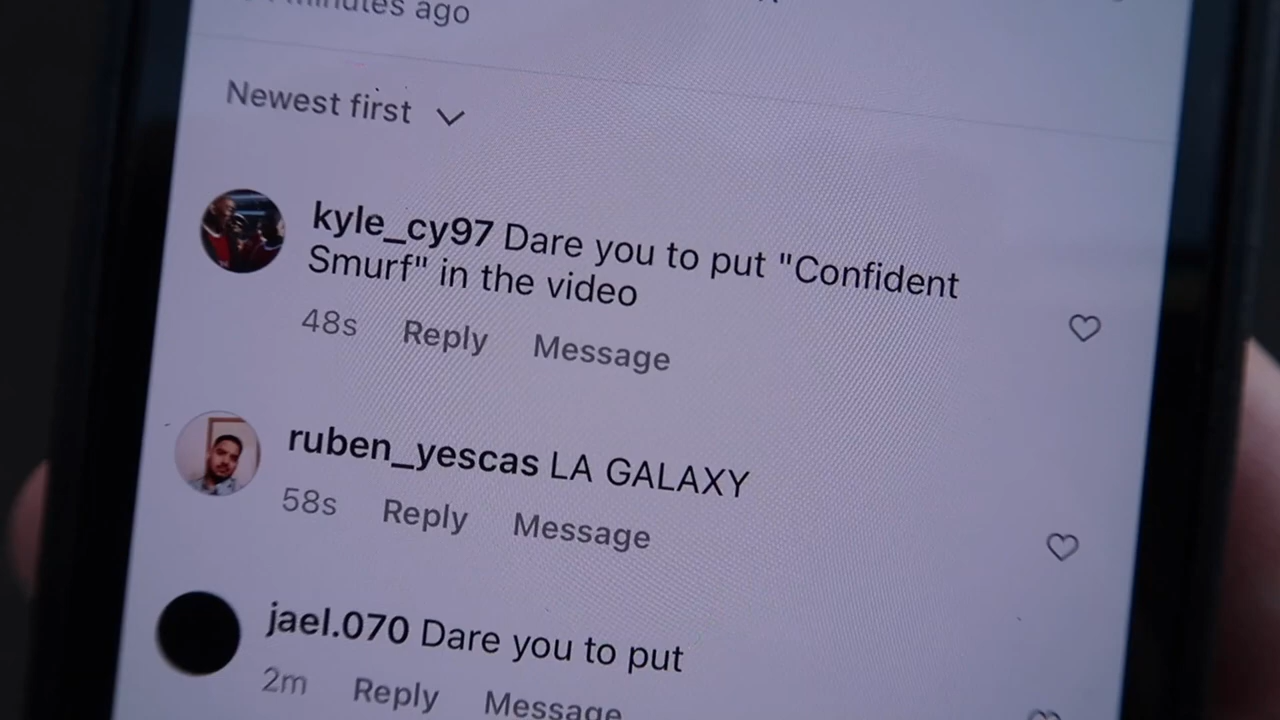 minutes ago
Newest first
kyle_cy97 Dare you to put "Confident
Smurf" in the video
48s Reply Message
ruben_yescas LA GALAXY
58s Reply Message
jael.070 Dare you to put
2m Reply Message